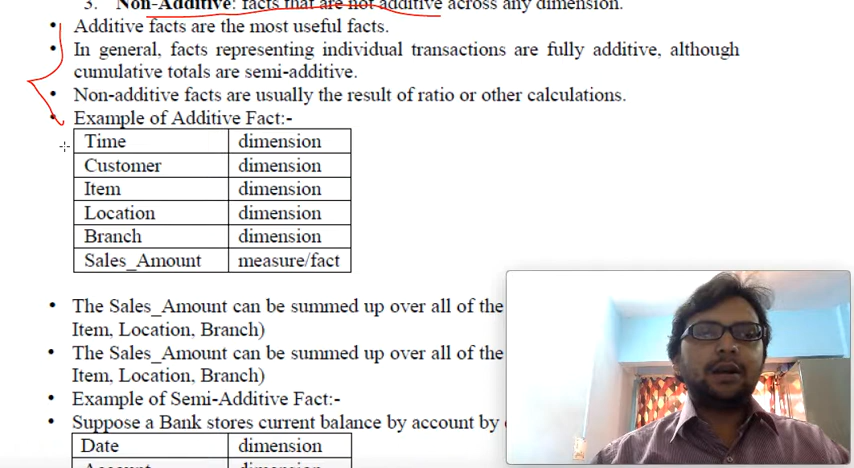 3. Non-Additive: facts that are not additive across any dimension.
• Additive facts are the most useful facts.
• In general, facts representing individual transactions are fully additive, although
cumulative totals are semi-additive.
• Non-additive facts are usually the result of ratio or other calculations.
• Example of Additive Fact:-
Time dimension
Customer dimension
Item dimension
Location dimension
Branch dimension
Sales_Amount measure/fact
• The Sales_Amount can be summed up over all of the
Item, Location, Branch)
• The Sales_Amount can be summed up over all of the
Item, Location, Branch)
• Example of Semi-Additive Fact:-
• Suppose a Bank stores current balance by account by
Date dimension
Account dimension